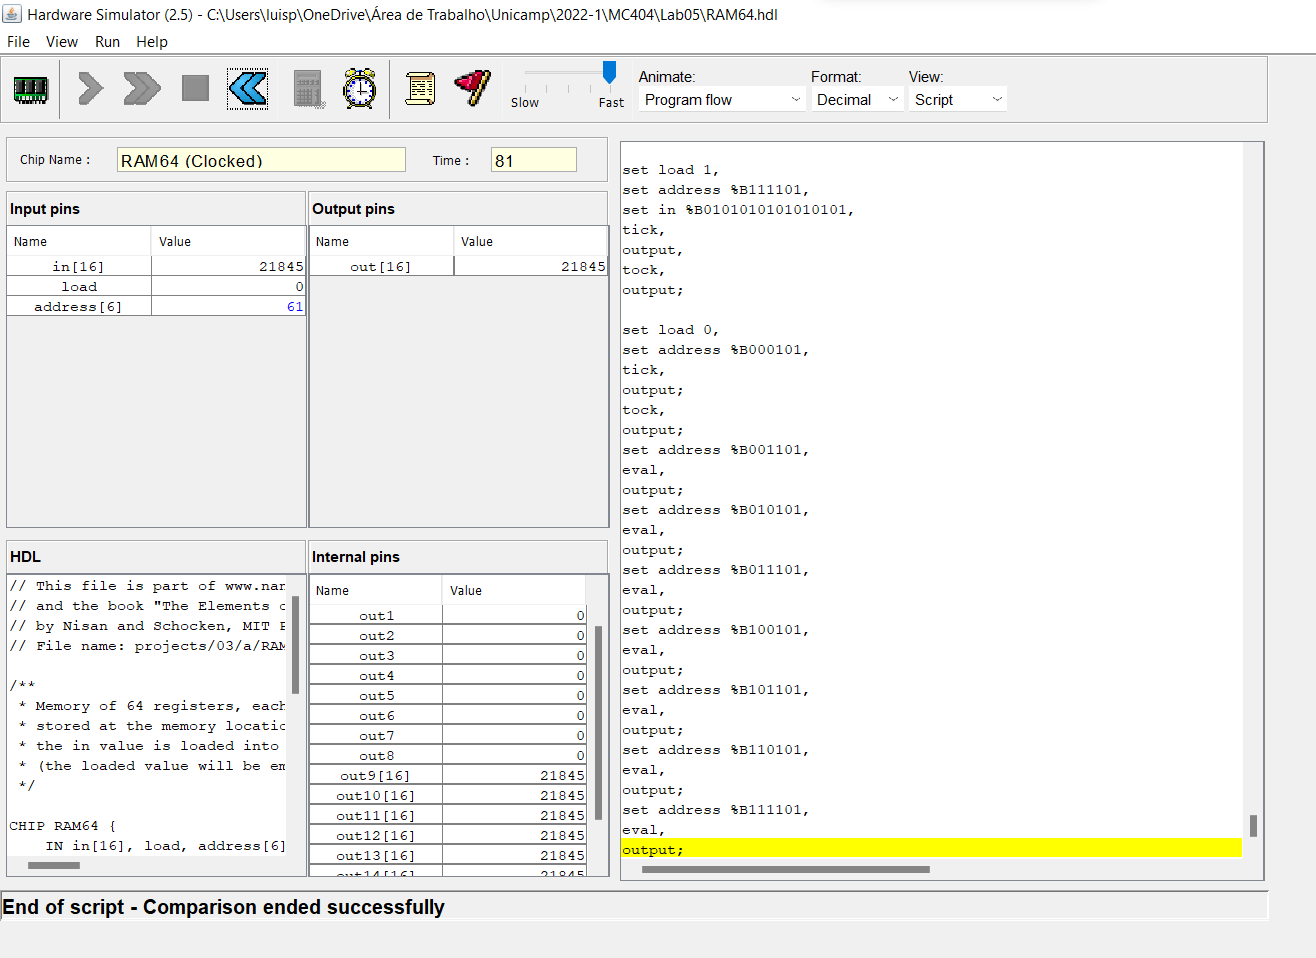 Hardware Simulator (2.5) - C:\Users\luisp\OneDrive\Área de Trabalho\Unicamp\2022-1\MC404\Lab05\RAM64.hdl
File View Run Help
Slow Fast
Animate: Format: View:
Program flow Decimal Script
Chip Name : RAM64 (Clocked) Time : 81
Input pins
Name Value
in[16] 21845
load 0
address[6] 61
Output pins
Name Value
out[16] 21845
HDL
// This file is part of www.nan
// and the book "The Elements o
// by Nisan and Schocken, MIT P
// File name: projects/03/a/RAM
/**
* Memory of 64 registers, each
* stored at the memory locatio
* the in value is loaded into
* (the loaded value will be em
*/
CHIP RAM64 {
IN in[16], load, address[6]
Internal pins
Name Value
out1 0
out2 0
out3 0
out4 0
out5 0
out6 0
out7 0
out8 0
out9[16] 21845
out10[16] 21845
out11[16] 21845
out12[16] 21845
out13[16] 21845
out14[16] 21845
set load 1,
set address %B111101,
set in %B0101010101010101,
tick,
output,
tock,
output;
set load 0,
set address %B000101,
tick,
output;
tock,
output;
set address %B001101,
eval,
output;
set address %B010101,
eval,
output;
set address %B011101,
eval,
output;
set address %B100101,
eval,
output;
set address %B101101,
eval,
output;
set address %B110101,
eval,
output;
set address %B111101,
eval,
output;
End of script - Comparison ended successfully